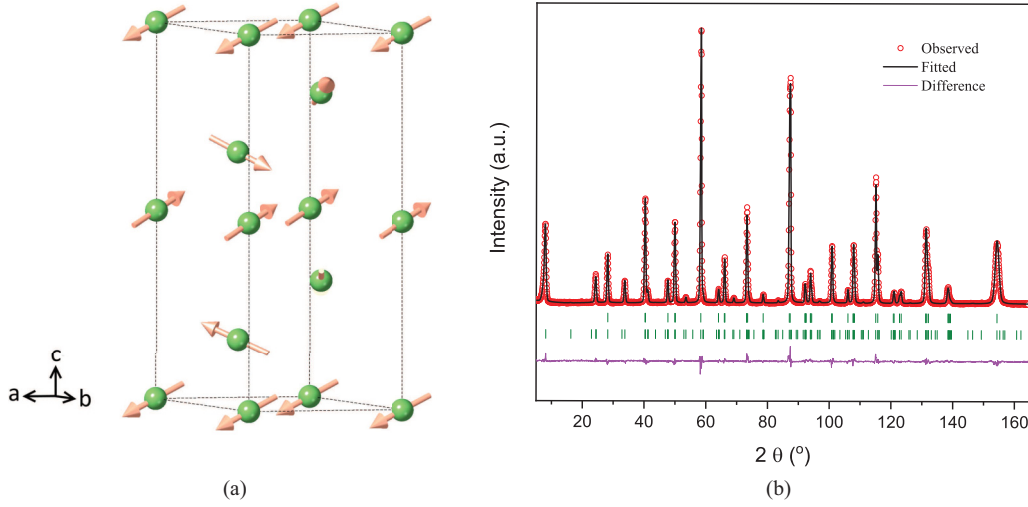 c
a
b
(a)
Observed
Fitted
Difference
Intensity (a.u.)
20 40 60 80 100 120 140 160
2 θ (°)
(b)